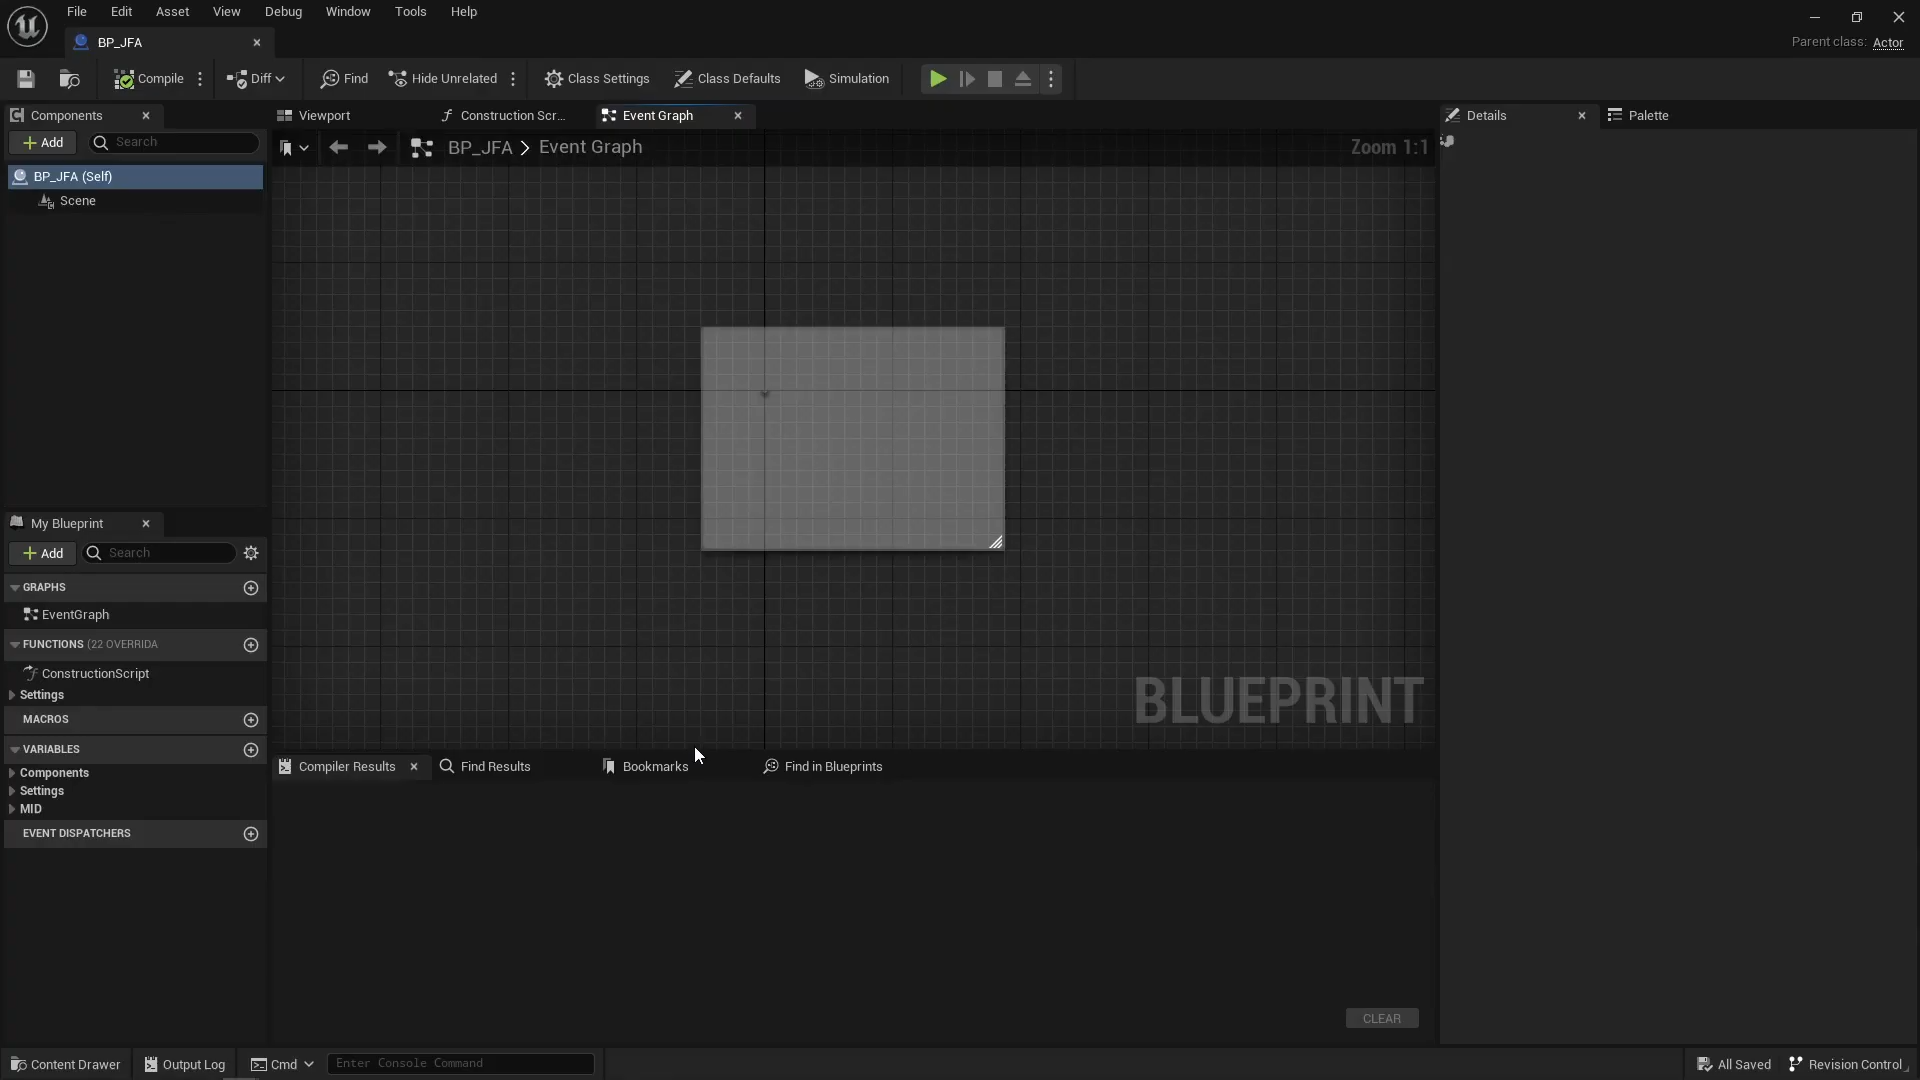 File Edit Asset View Debug Window Tools Help
BP_JFA
Parent class: Actor
Compile Diff Find Hide Unrelated Class Settings Class Defaults Simulation
Components
Viewport Construction Scr... Event Graph
Details Palette
Add Search
BP_JFA > Event Graph
Zoom 1:1
BP_JFA (Self)
Scene
BLUEPRINT
My Blueprint
Add Search
GRAPHS
EventGraph
FUNCTIONS (22 OVERRIDA
ConstructionScript
Settings
MACROS
VARIABLES
Components
Settings
MID
EVENT DISPATCHERS
Compiler Results Find Results Bookmarks Find in Blueprints
CLEAR
Content Drawer Output Log Cmd Enter Console Command
All Saved Revision Control